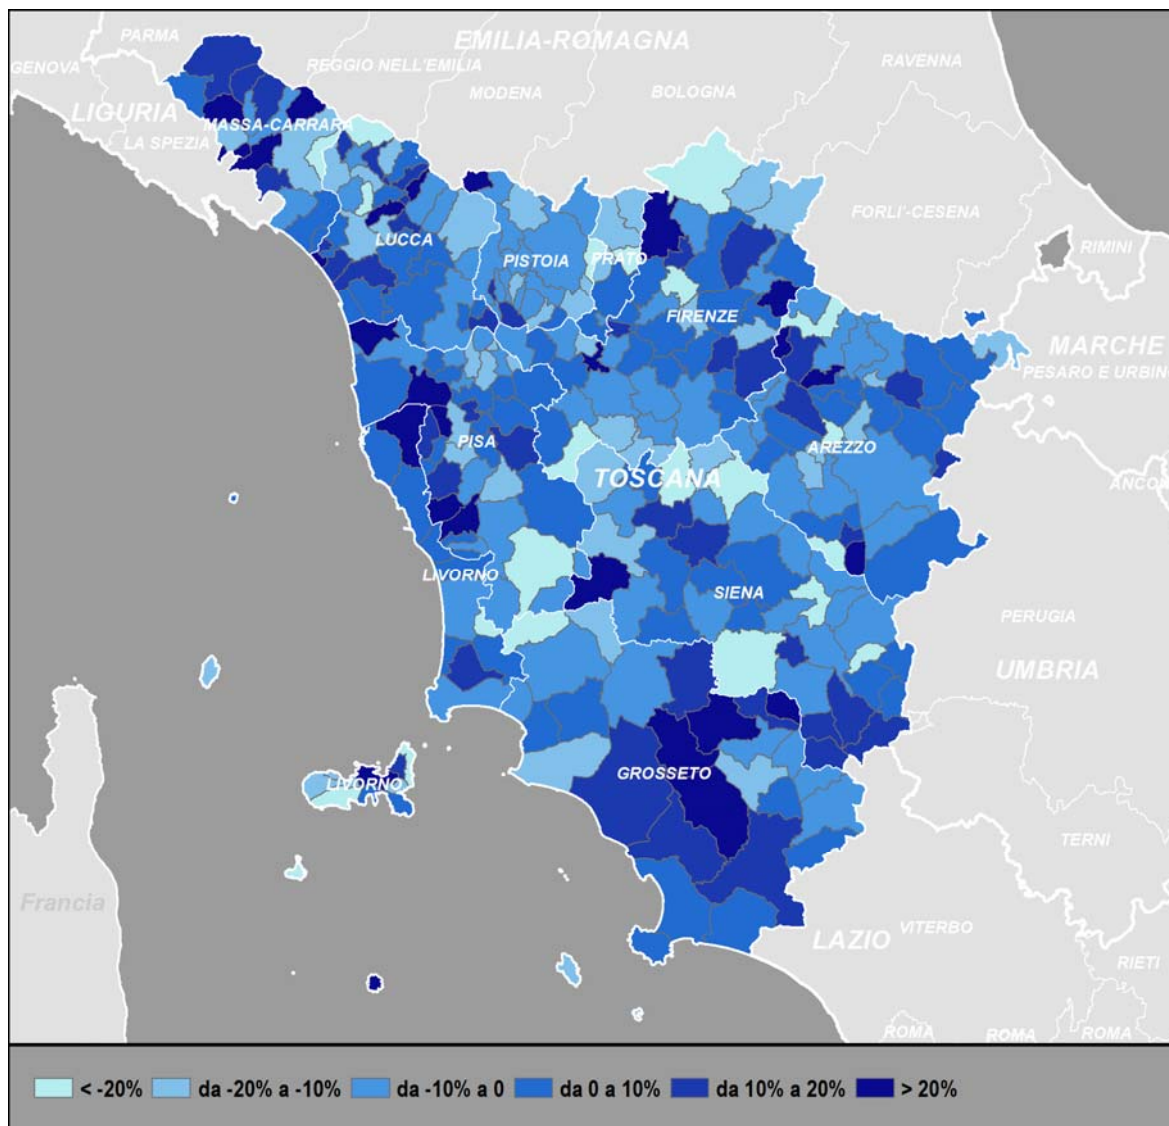 EMILIA-ROMAGNA
PARMA
GENOVA
REGGIO NELL'EMILIA
MODENA
BOLOGNA
RAVENNA
LIGURIA
MASSA-CARRARA
LA SPEZIA
FORLI'-CESENA
RIMINI
LUCCA
PISTOIA
PRATO
FIRENZE
MARCHE
PESARO E URBINO
PISA
AREZZO
TOSCANA
ANCON
LIVORNO
SIENA
PERUGIA
UMBRIA
GROSSETO
LIVORNO
TERNI
Francia
LAZIO
VITERBO
RIETI
ROMA
ROMA
ROMA
< -20%
da -20% a -10%
da -10% a 0
da 0 a 10%
da 10% a 20%
> 20%